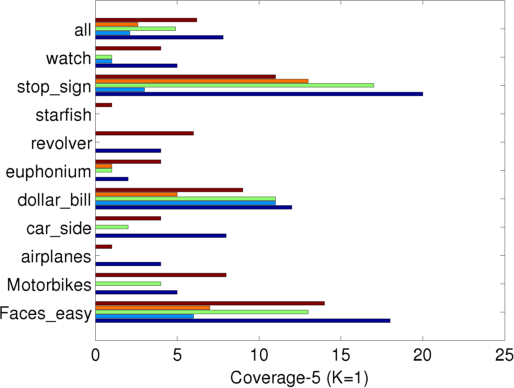 all
watch
stop_sign
starfish
revolver
euphonium
dollar_bill
car_side
airplanes
Motorbikes
Faces_easy
0 5 10 15 20 25
Coverage-5 (K=1)